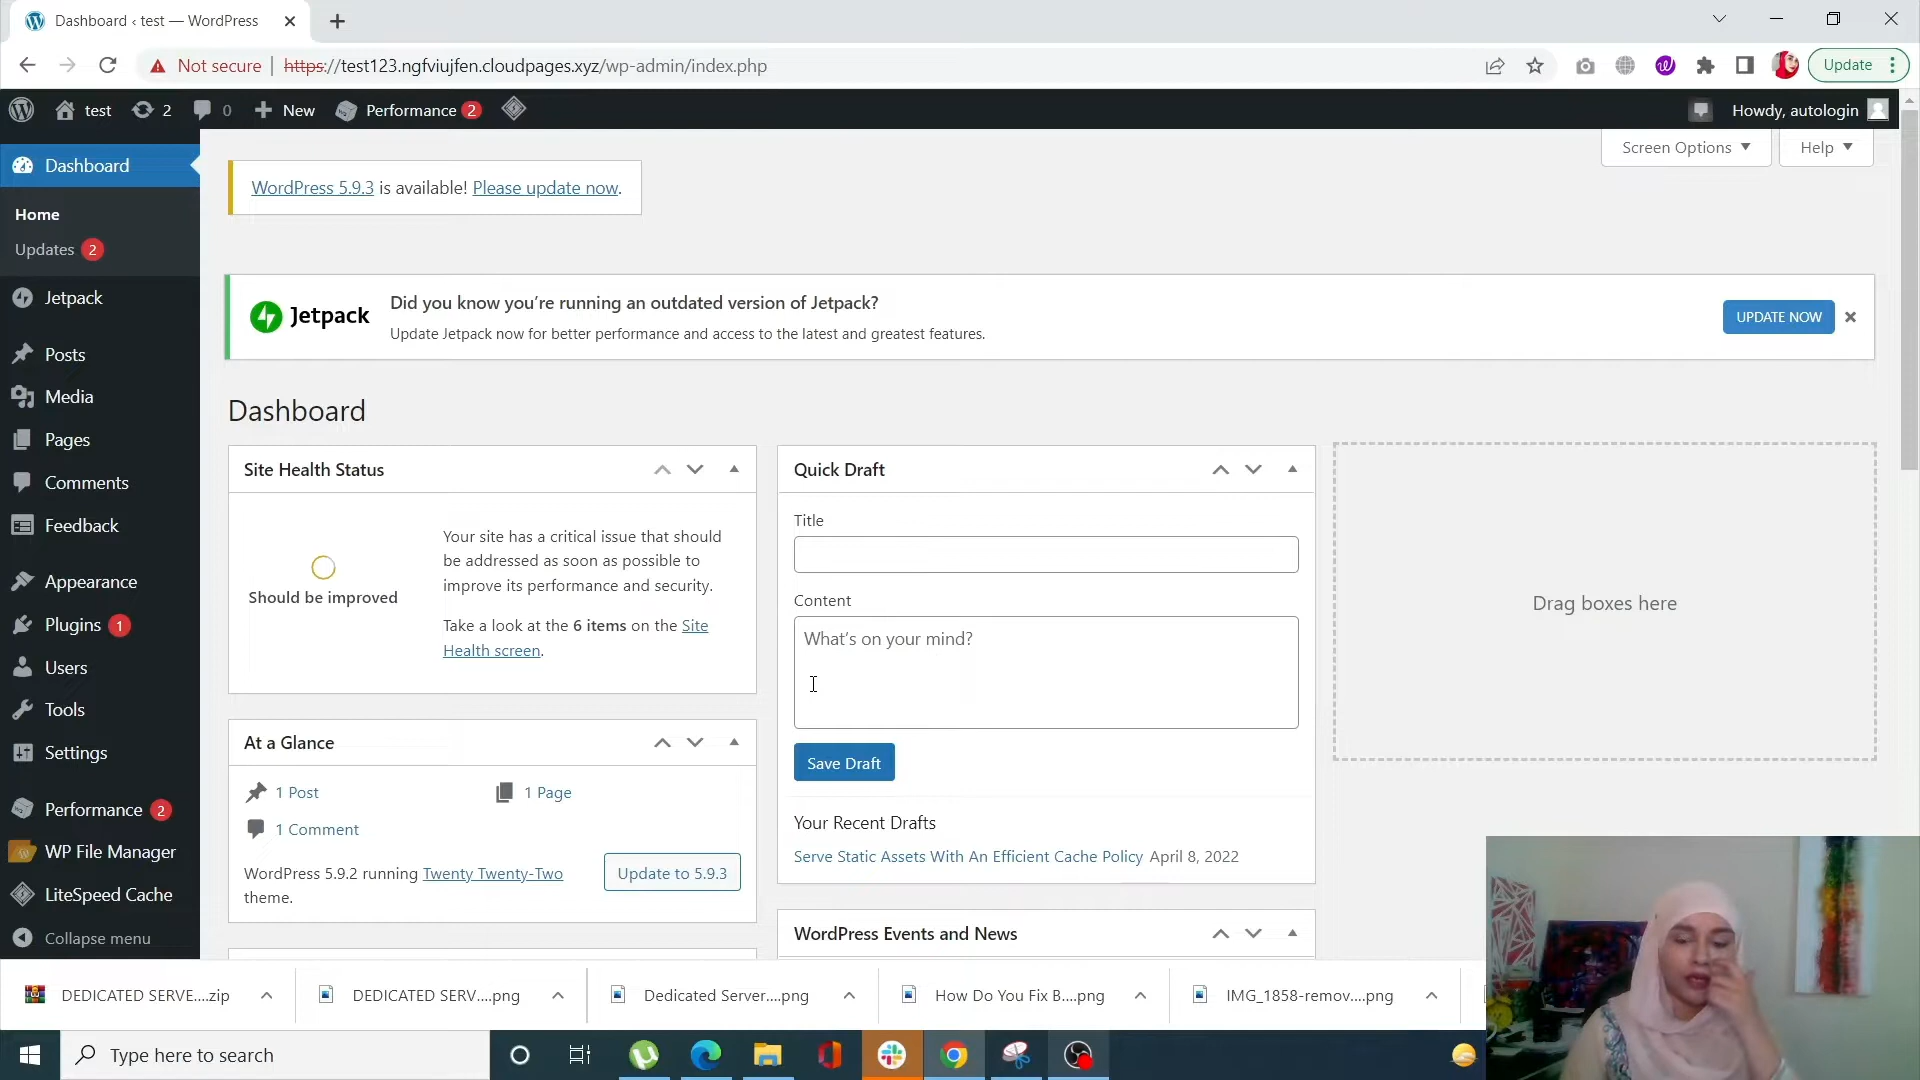 Dashboard ‹ test — WordPress
Not secure | https://test123.ngfviujfen.cloudpages.xyz/wp-admin/index.php
Update
test
2
0
New
Performance 2
Howdy, autologin
Dashboard
Home
Updates 2
Jetpack
Posts
Media
Pages
Comments
Feedback
Appearance
Plugins 1
Users
Tools
Settings
Performance 2
WP File Manager
LiteSpeed Cache
Collapse menu
Screen Options
Help
WordPress 5.9.3 is available! Please update now.
Jetpack
Did you know you’re running an outdated version of Jetpack?
Update Jetpack now for better performance and access to the latest and greatest features.
UPDATE NOW
Dashboard
Site Health Status
Should be improved
Your site has a critical issue that should
be addressed as soon as possible to
improve its performance and security.
Take a look at the 6 items on the Site
Health screen.
At a Glance
1 Post
1 Page
1 Comment
WordPress 5.9.2 running Twenty Twenty-Two
theme.
Update to 5.9.3
Quick Draft
Title
Content
What’s on your mind?
Save Draft
Your Recent Drafts
Serve Static Assets With An Efficient Cache Policy April 8, 2022
WordPress Events and News
Drag boxes here
DEDICATED SERVE....zip
DEDICATED SERV....png
Dedicated Server....png
How Do You Fix B....png
IMG_1858-remov....png
Type here to search